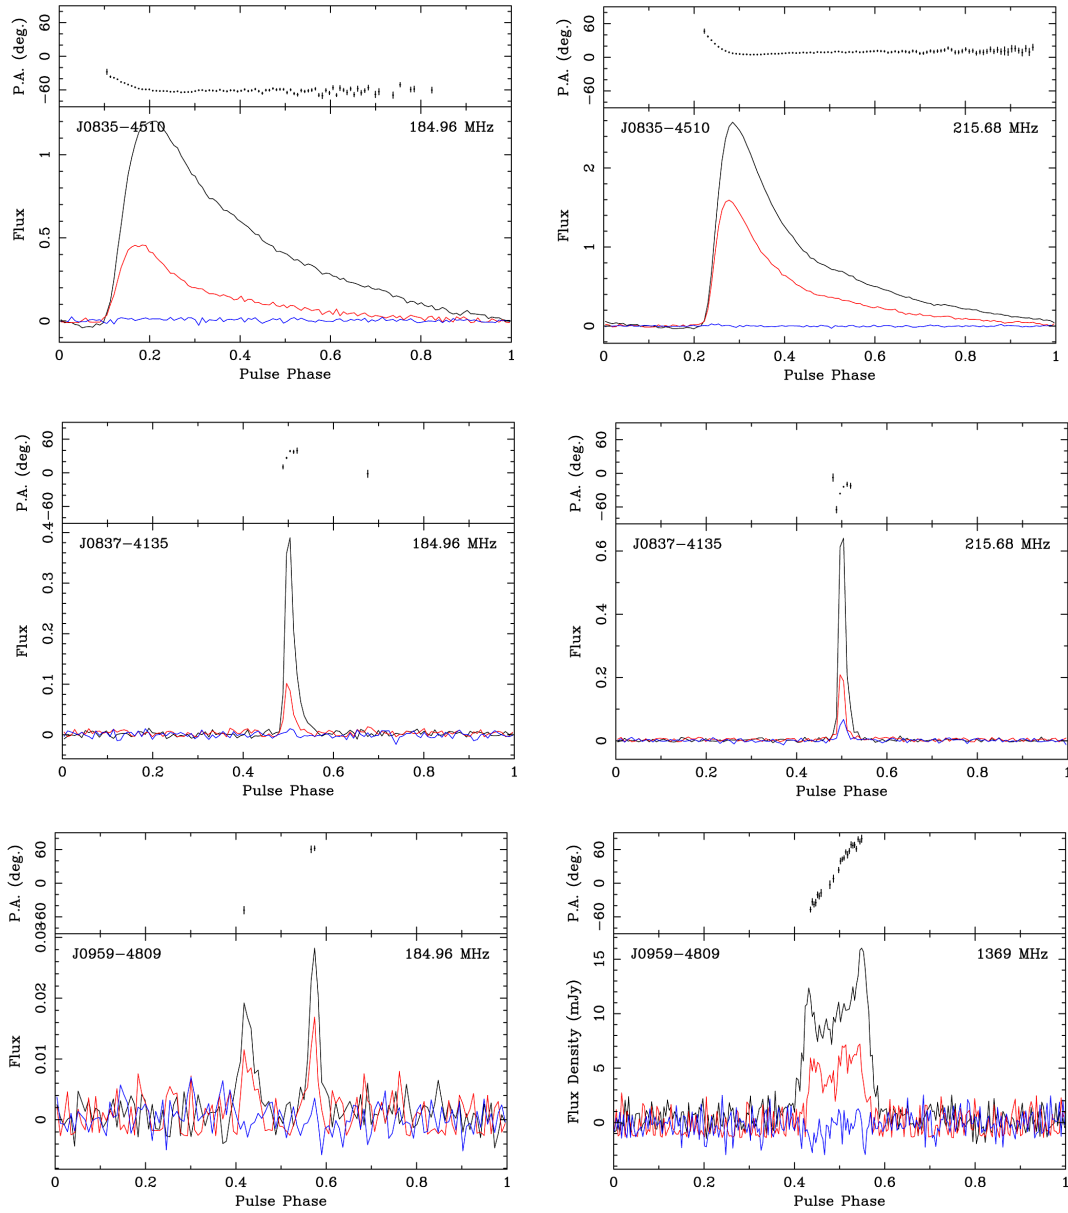 P.A. (deg.)
60
0
−60
J0835−4510
184.96 MHz
Flux
1
0.5
0
0
0.2
0.4
0.6
0.8
1
Pulse Phase
P.A. (deg.)
60
0
−60
J0835−4510
215.68 MHz
Flux
2
1
0
0
0.2
0.4
0.6
0.8
1
Pulse Phase
P.A. (deg.)
60
0
−60
J0837−4135
184.96 MHz
Flux
0.4
0.3
0.2
0.1
0
0
0.2
0.4
0.6
0.8
1
Pulse Phase
P.A. (deg.)
60
0
−60
J0837−4135
215.68 MHz
Flux
0.6
0.4
0.2
0
0
0.2
0.4
0.6
0.8
1
Pulse Phase
P.A. (deg.)
60
0
−60
J0959−4809
184.96 MHz
Flux
0.03
0.02
0.01
0
0
0.2
0.4
0.6
0.8
1
Pulse Phase
P.A. (deg.)
60
0
−60
J0959−4809
1369 MHz
Flux Density (mJy)
15
10
5
0
0
0.2
0.4
0.6
0.8
1
Pulse Phase